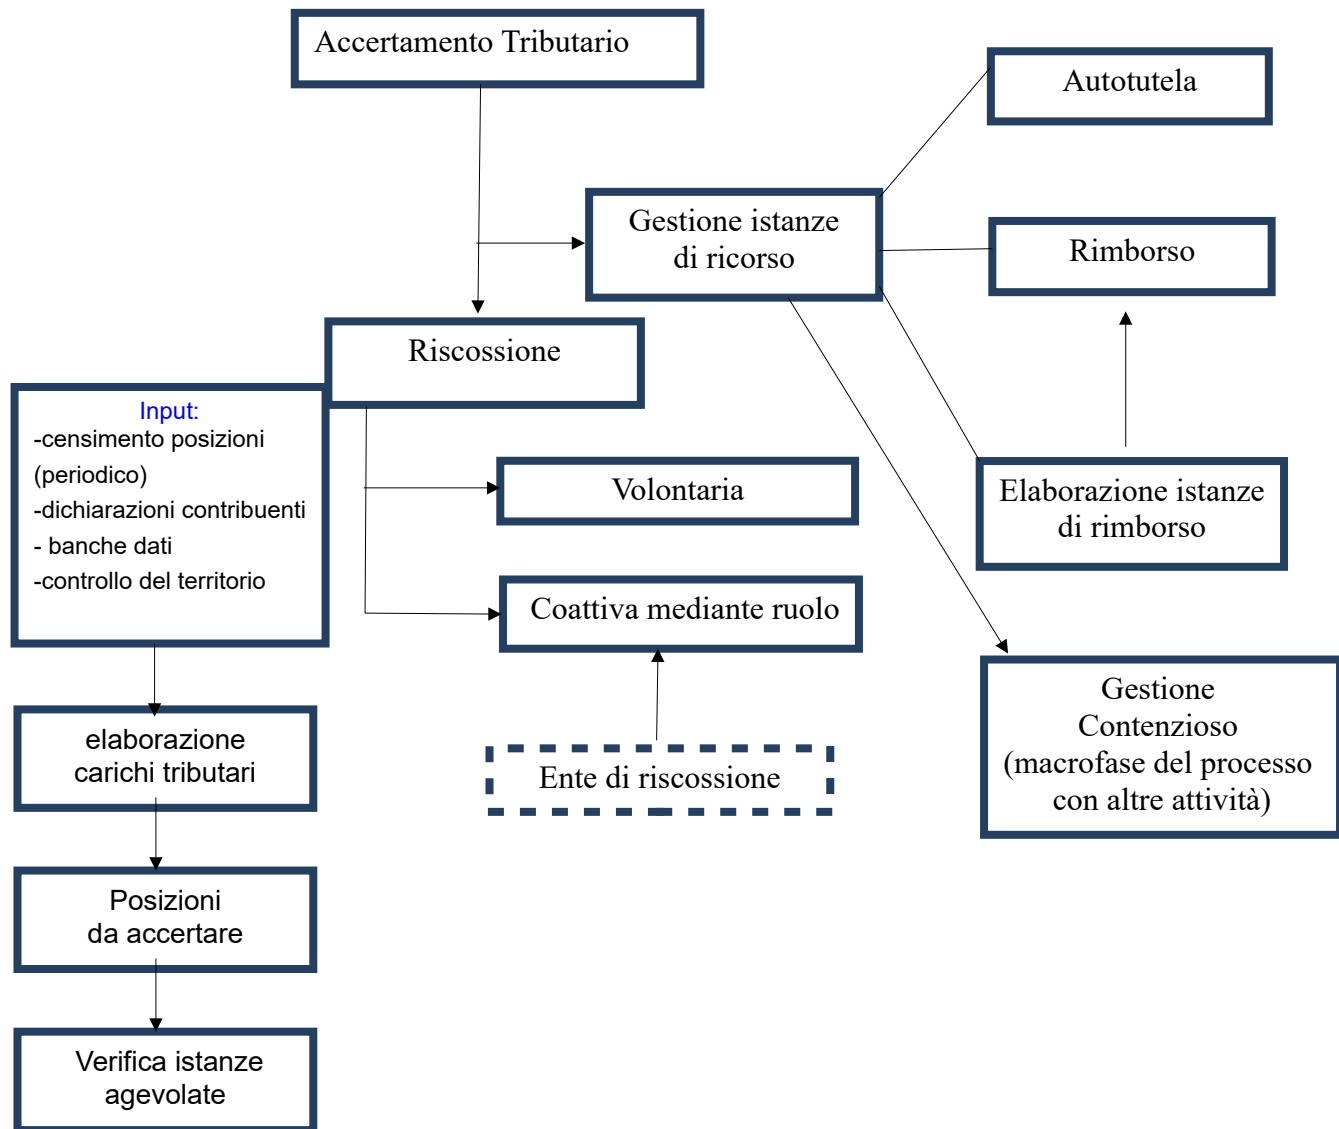 Accertamento Tributario
Autotutela
Gestione istanze
di ricorso
Rimborso
Riscossione
Input:
-censimento posizioni
(periodico)
-dichiarazioni contribuenti
- banche dati
-controllo del territorio
Volontaria
Elaborazione istanze
di rimborso
Coattiva mediante ruolo
Gestione
Contenzioso
(macrofase del processo
con altre attività)
elaborazione
carichi tributari
Ente di riscossione
Posizioni
da accertare
Verifica istanze
agevolate